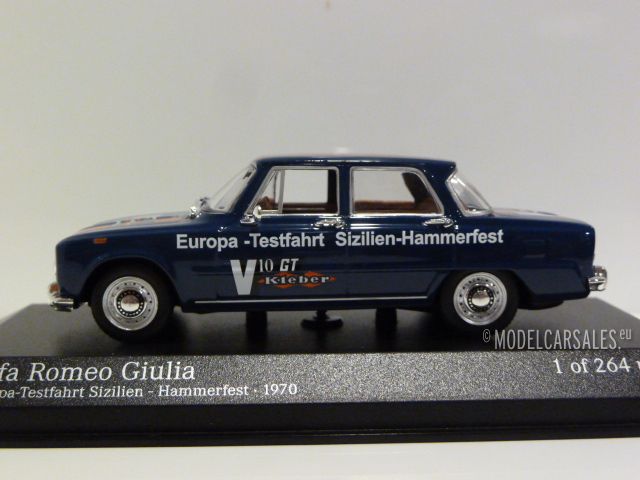 Europa -Testfahrt Sizilien-Hammerfest
V10 GT
Kleber
© MODELCARSALES.eu
fa Romeo Giulia
1 of 264
pa-Testfahrt Sizilien - Hammerfest · 1970